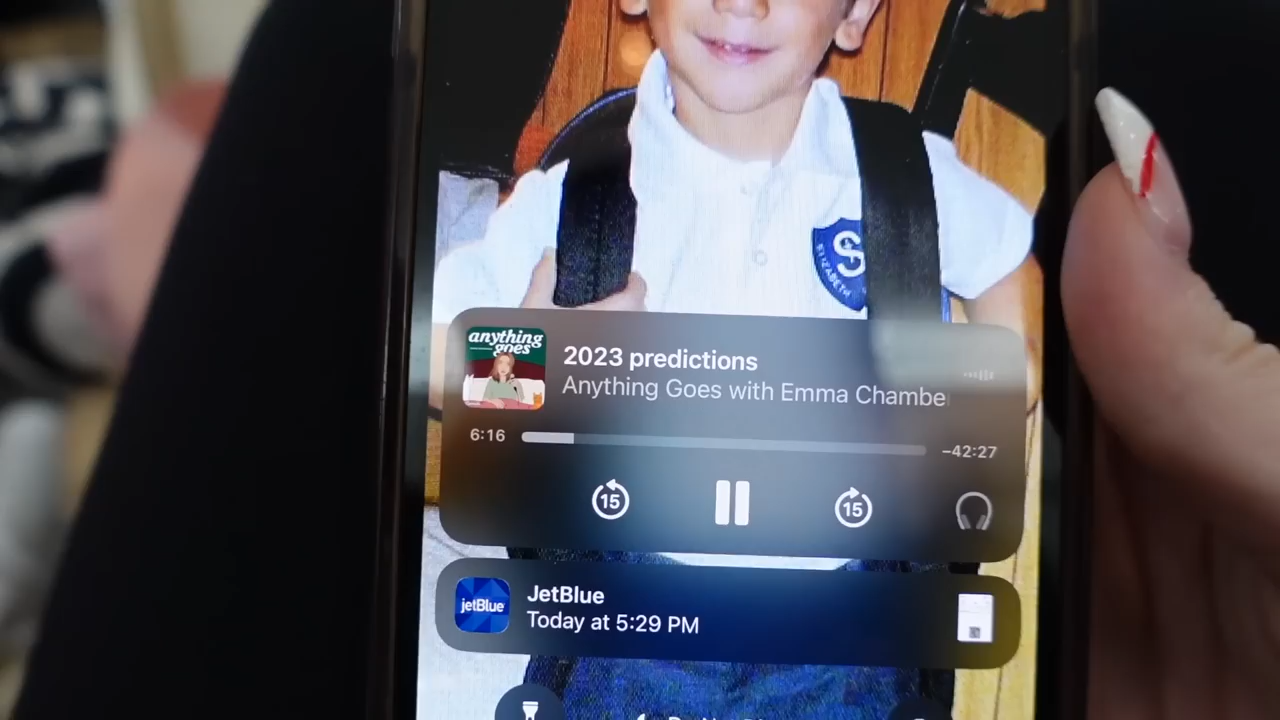 ELIZABETH
anything
goes
2023 predictions
Anything Goes with Emma Chambe
6:16
-42:27
15
15
jetBlue
JetBlue
Today at 5:29 PM